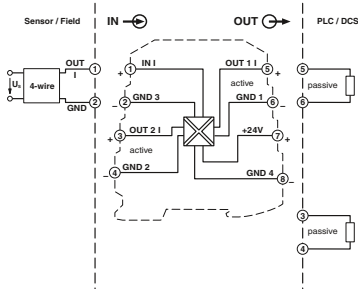 Sensor / Field
IN
OUT
PLC / DCS
OUT
1
I
Us
4-wire
2
GND
1
+
IN I
2
–
GND 3
3
+
OUT 2 I
active
GND 2
4
–
OUT 1 I
5
+
active
GND 1
6
–
+24V
7
+
GND 4
8
–
5
passive
6
3
passive
4